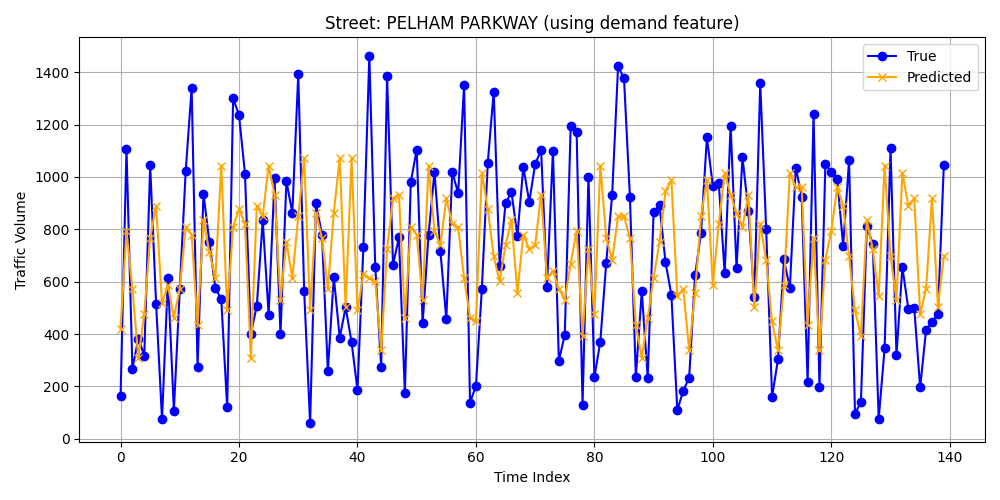 Street: PELHAM PARKWAY (using demand feature)
True
Predicted
Traffic Volume
1400
1200
1000
800
600
400
200
0
0 20 40 60 80 100 120 140
Time Index